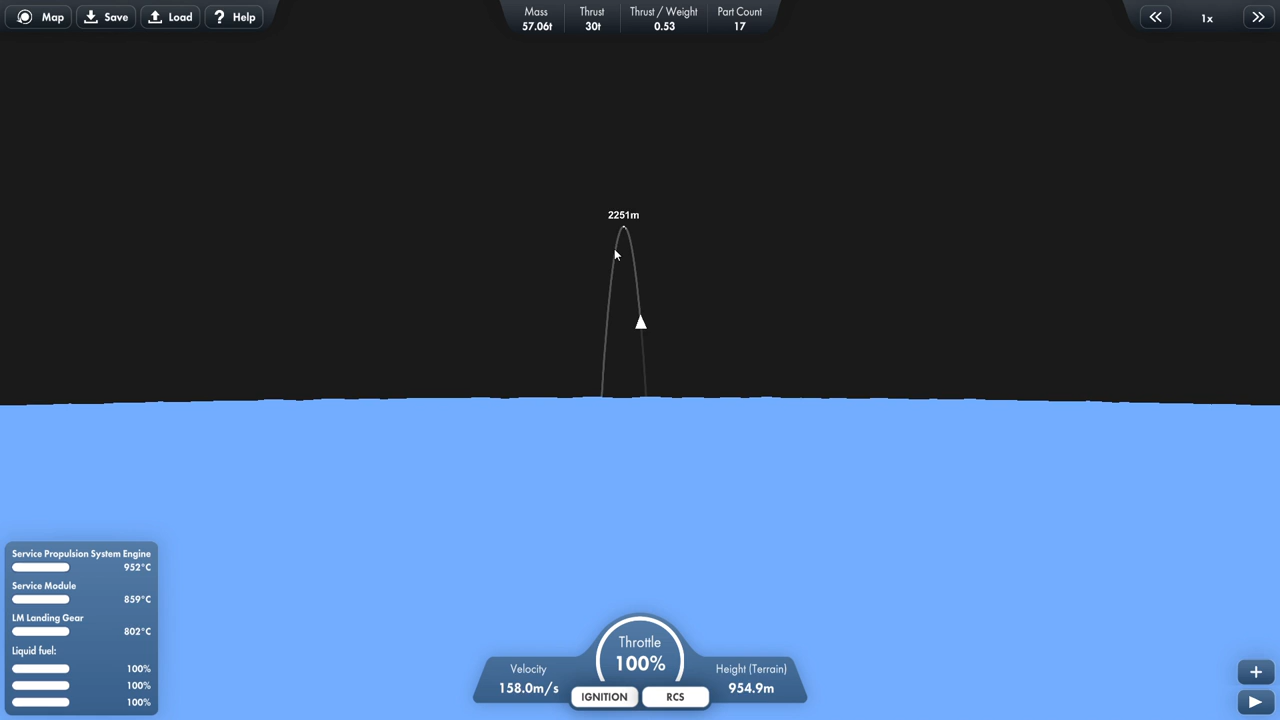 Map
Save
Load
Help
Mass
57.06t
Thrust
30t
Thrust / Weight
0.53
Part Count
17
1x
2251m
Service Propulsion System Engine
952°C
Service Module
859°C
LM Landing Gear
802°C
Liquid fuel:
100%
100%
100%
Throttle
100%
Velocity
158.0m/s
IGNITION
RCS
Height (Terrain)
954.9m